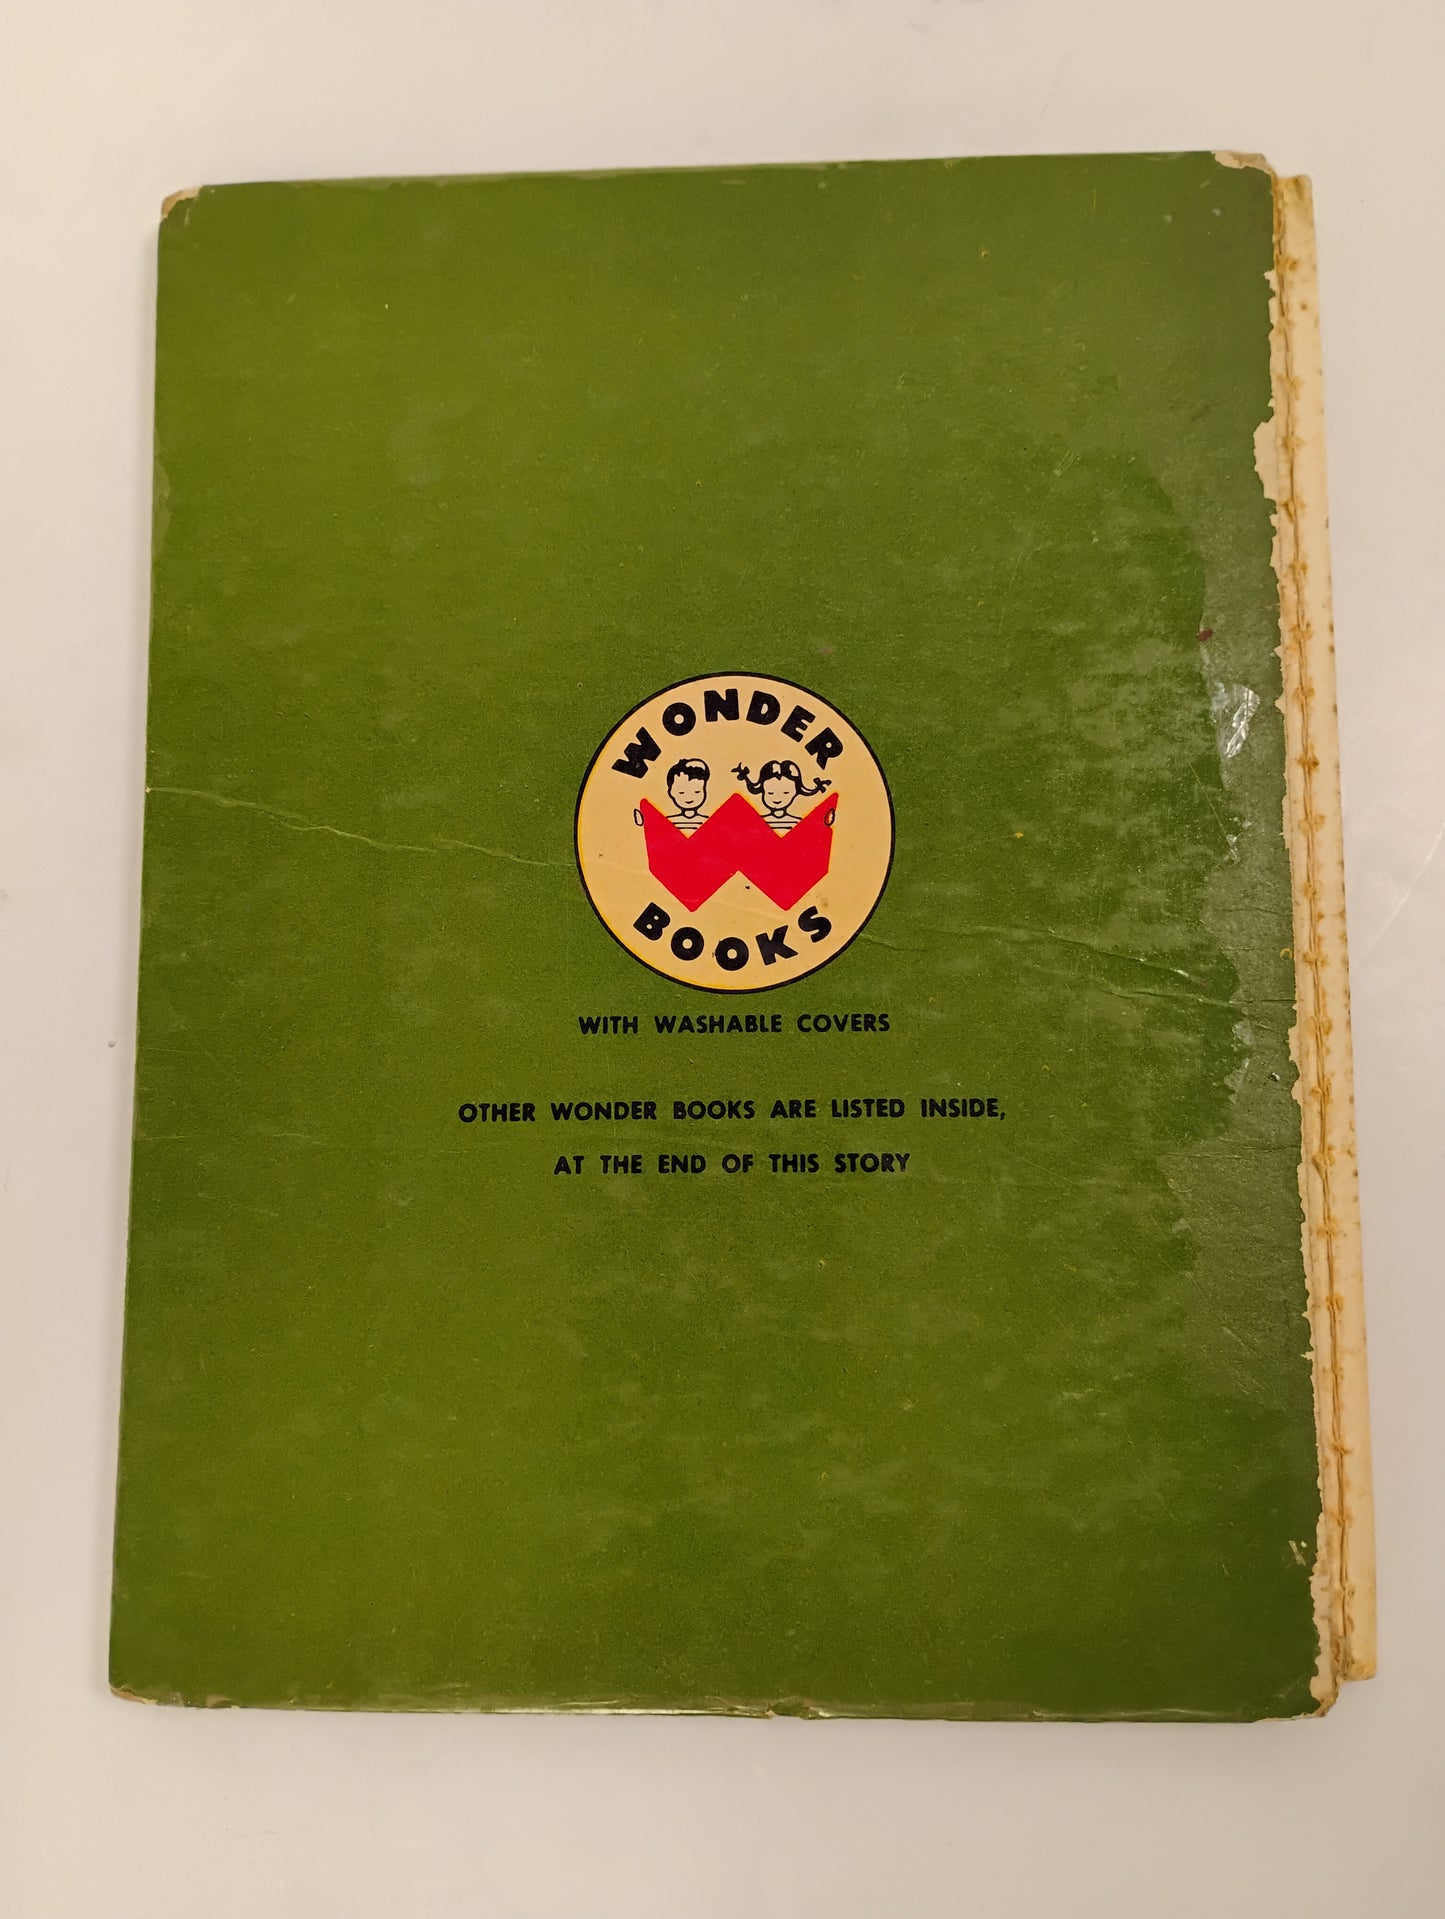 WONDER
BOOKS
WITH WASHABLE COVERS
OTHER WONDER BOOKS ARE LISTED INSIDE,
AT THE END OF THIS STORY